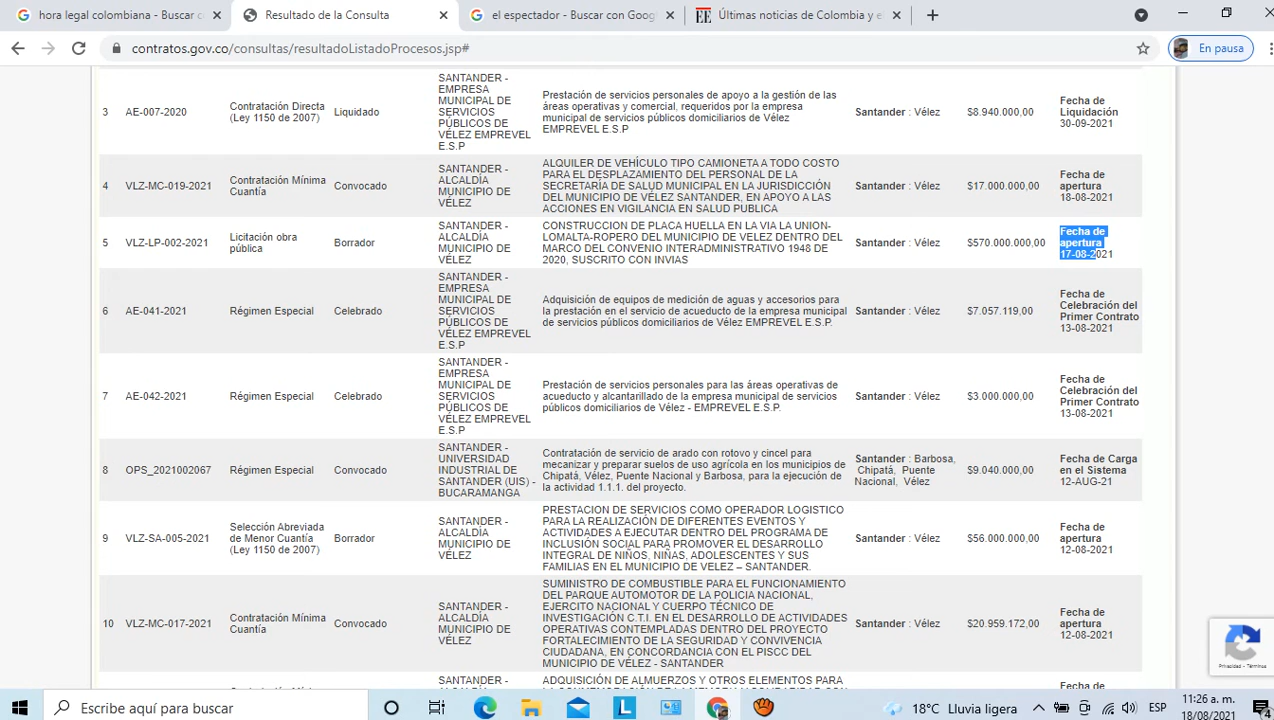 hora legal colombiana - Buscar c
Resultado de la Consulta
el espectador - Buscar con Goog
Últimas noticias de Colombia y e
contratos.gov.co/consultas/resultadoListadoProcesos.jsp#
En pausa
3
AE-007-2020
Contratación Directa
(Ley 1150 de 2007)
Liquidado
SANTANDER -
EMPRESA
MUNICIPAL DE
SERVICIOS
PÚBLICOS DE
VÉLEZ EMPREVEL
E.S.P
Prestación de servicios personales de apoyo a la gestión de las
áreas operativas y comercial, requeridos por la empresa
municipal de servicios públicos domiciliarios de Vélez
EMPREVEL E.S.P
Santander : Vélez
$8.940.000,00
Fecha de
Liquidación
30-09-2021
4
VLZ-MC-019-2021
Contratación Mínima
Cuantía
Convocado
SANTANDER -
ALCALDÍA
MUNICIPIO DE
VÉLEZ
ALQUILER DE VEHÍCULO TIPO CAMIONETA A TODO COSTO
PARA EL DESPLAZAMIENTO DEL PERSONAL DE LA
SECRETARÍA DE SALUD MUNICIPAL EN LA JURISDICCIÓN
DEL MUNICIPIO DE VÉLEZ SANTANDER, EN APOYO A LAS
ACCIONES EN VIGILANCIA EN SALUD PUBLICA
Santander : Vélez
$17.000.000,00
Fecha de
apertura
18-08-2021
5
VLZ-LP-002-2021
Licitación obra
pública
Borrador
SANTANDER -
ALCALDÍA
MUNICIPIO DE
VÉLEZ
CONSTRUCCION DE PLACA HUELLA EN LA VIA LA UNION-
LOMALTA-ROPERO DEL MUNICIPIO DE VELEZ DENTRO DEL
MARCO DEL CONVENIO INTERADMINISTRATIVO 1948 DE
2020, SUSCRITO CON INVIAS
Santander : Vélez
$570.000.000,00
Fecha de
apertura
17-08-2021
6
AE-041-2021
Régimen Especial
Celebrado
SANTANDER -
EMPRESA
MUNICIPAL DE
SERVICIOS
PÚBLICOS DE
VÉLEZ EMPREVEL
E.S.P
Adquisición de equipos de medición de aguas y accesorios para
la prestación en el servicio de acueducto de la empresa municipal
de servicios públicos domiciliarios de Vélez EMPREVEL E.S.P.
Santander : Vélez
$7.057.119,00
Fecha de
Celebración del
Primer Contrato
13-08-2021
7
AE-042-2021
Régimen Especial
Celebrado
SANTANDER -
EMPRESA
MUNICIPAL DE
SERVICIOS
PÚBLICOS DE
VÉLEZ EMPREVEL
E.S.P
Prestación de servicios personales para las áreas operativas de
acueducto y alcantarillado de la empresa municipal de servicios
públicos domiciliarios de Vélez - EMPREVEL E.S.P.
Santander : Vélez
$3.000.000,00
Fecha de
Celebración del
Primer Contrato
13-08-2021
8
OPS_2021002067
Régimen Especial
Convocado
SANTANDER -
UNIVERSIDAD
INDUSTRIAL DE
SANTANDER (UIS) -
BUCARAMANGA
Contratación de servicio de arado con rotovo y cincel para
mecanizar y preparar suelos de uso agrícola en los municipios de
Chipatá, Vélez, Puente Nacional y Barbosa, para la ejecución de
la actividad 1.1.1. del proyecto.
Santander : Barbosa,
Chipatá, Puente
Nacional, Vélez
$9.040.000,00
Fecha de Carga
en el Sistema
12-AUG-21
9
VLZ-SA-005-2021
Selección Abreviada
de Menor Cuantía
(Ley 1150 de 2007)
Borrador
SANTANDER -
ALCALDÍA
MUNICIPIO DE
VÉLEZ
PRESTACION DE SERVICIOS COMO OPERADOR LOGISTICO
PARA LA REALIZACIÓN DE DIFERENTES EVENTOS Y
ACTIVIDADES A EJECUTAR DENTRO DEL PROGRAMA DE
INCLUSIÓN SOCIAL PARA PROMOVER EL DESARROLLO
INTEGRAL DE NIÑOS, NIÑAS, ADOLESCENTES Y SUS
FAMILIAS EN EL MUNICIPIO DE VELEZ – SANTANDER.
Santander : Vélez
$56.000.000,00
Fecha de
apertura
12-08-2021
10
VLZ-MC-017-2021
Contratación Mínima
Cuantía
Convocado
SANTANDER -
ALCALDÍA
MUNICIPIO DE
VÉLEZ
SUMINISTRO DE COMBUSTIBLE PARA EL FUNCIONAMIENTO
DEL PARQUE AUTOMOTOR DE LA POLICIA NACIONAL,
EJERCITO NACIONAL Y CUERPO TÉCNICO DE
INVESTIGACIÓN C.T.I. EN EL DESARROLLO DE ACTIVIDADES
OPERATIVAS CONTEMPLADAS DENTRO DEL PROYECTO
FORTALECIMIENTO DE LA SEGURIDAD Y CONVIVENCIA
CIUDADANA, EN CONCORDANCIA CON EL PISCC DEL
MUNICIPIO DE VÉLEZ - SANTANDER
Santander : Vélez
$20.959.172,00
Fecha de
apertura
12-08-2021
SANTANDER -
ADQUISICIÓN DE ALMUERZOS Y OTROS ELEMENTOS PARA
Fecha de
Privacidad - Términos
Escribe aquí para buscar
18°C Lluvia ligera
ESP
11:26 a. m.
18/08/2021
4